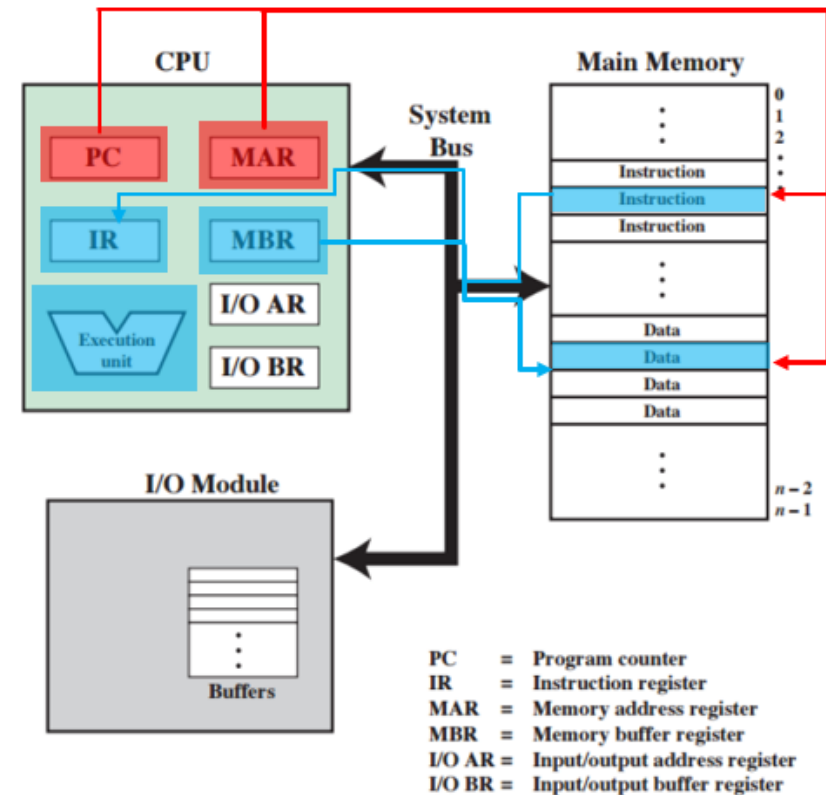 CPU
Main Memory
System
Bus
PC
MAR
IR
MBR
Execution
unit
I/O AR
I/O BR
0
1
2
Instruction
Instruction
Instruction
Data
Data
Data
Data
n – 2
n – 1
I/O Module
Buffers
PC = Program counter
IR = Instruction register
MAR = Memory address register
MBR = Memory buffer register
I/O AR = Input/output address register
I/O BR = Input/output buffer register